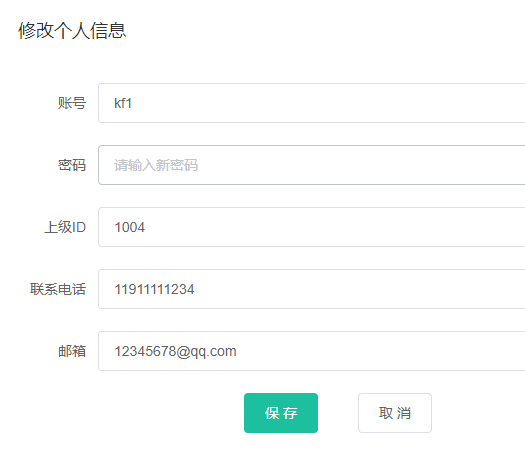 修改个人信息
账号 kf1
密码 请输入新密码
上级ID 1004
联系电话 11911111234
邮箱 12345678@qq.com
保 存 取 消